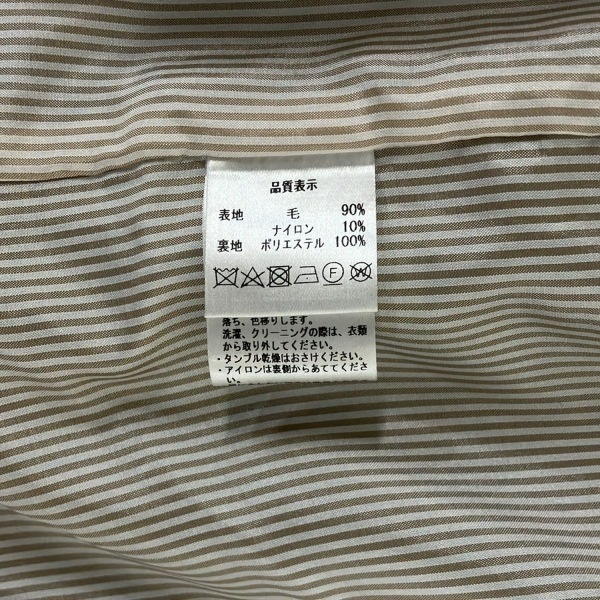 品質表示
表地 毛 90%
ナイロン 10%
裏地 ポリエステル 100%
F W
落ち、色移りします。
洗濯、クリーニングの際は、衣類
から取り外してください。
・タンブル乾燥はおさけください。
・アイロンは裏側からあててくださ
い。